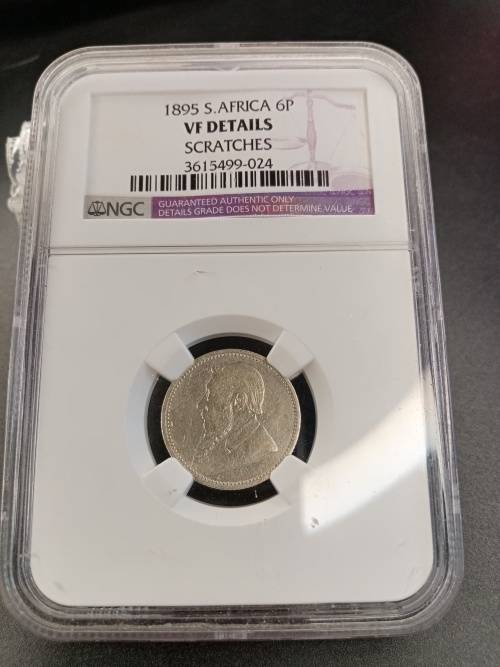 1895 S.AFRICA 6P
VF DETAILS
SCRATCHES
3615499-024
NGC
GUARANTEED AUTHENTIC ONLY
DETAILS GRADE DOES NOT DETERMINE VALUE